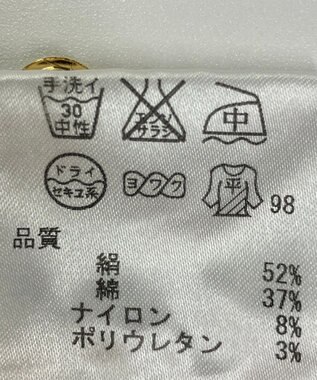 手洗イ
30
中性
エンソ
サラシ
中
ドライ
セキユ系
ヨワク
平
98
品質
絹 52%
綿 37%
ナイロン 8%
ポリウレタン 3%